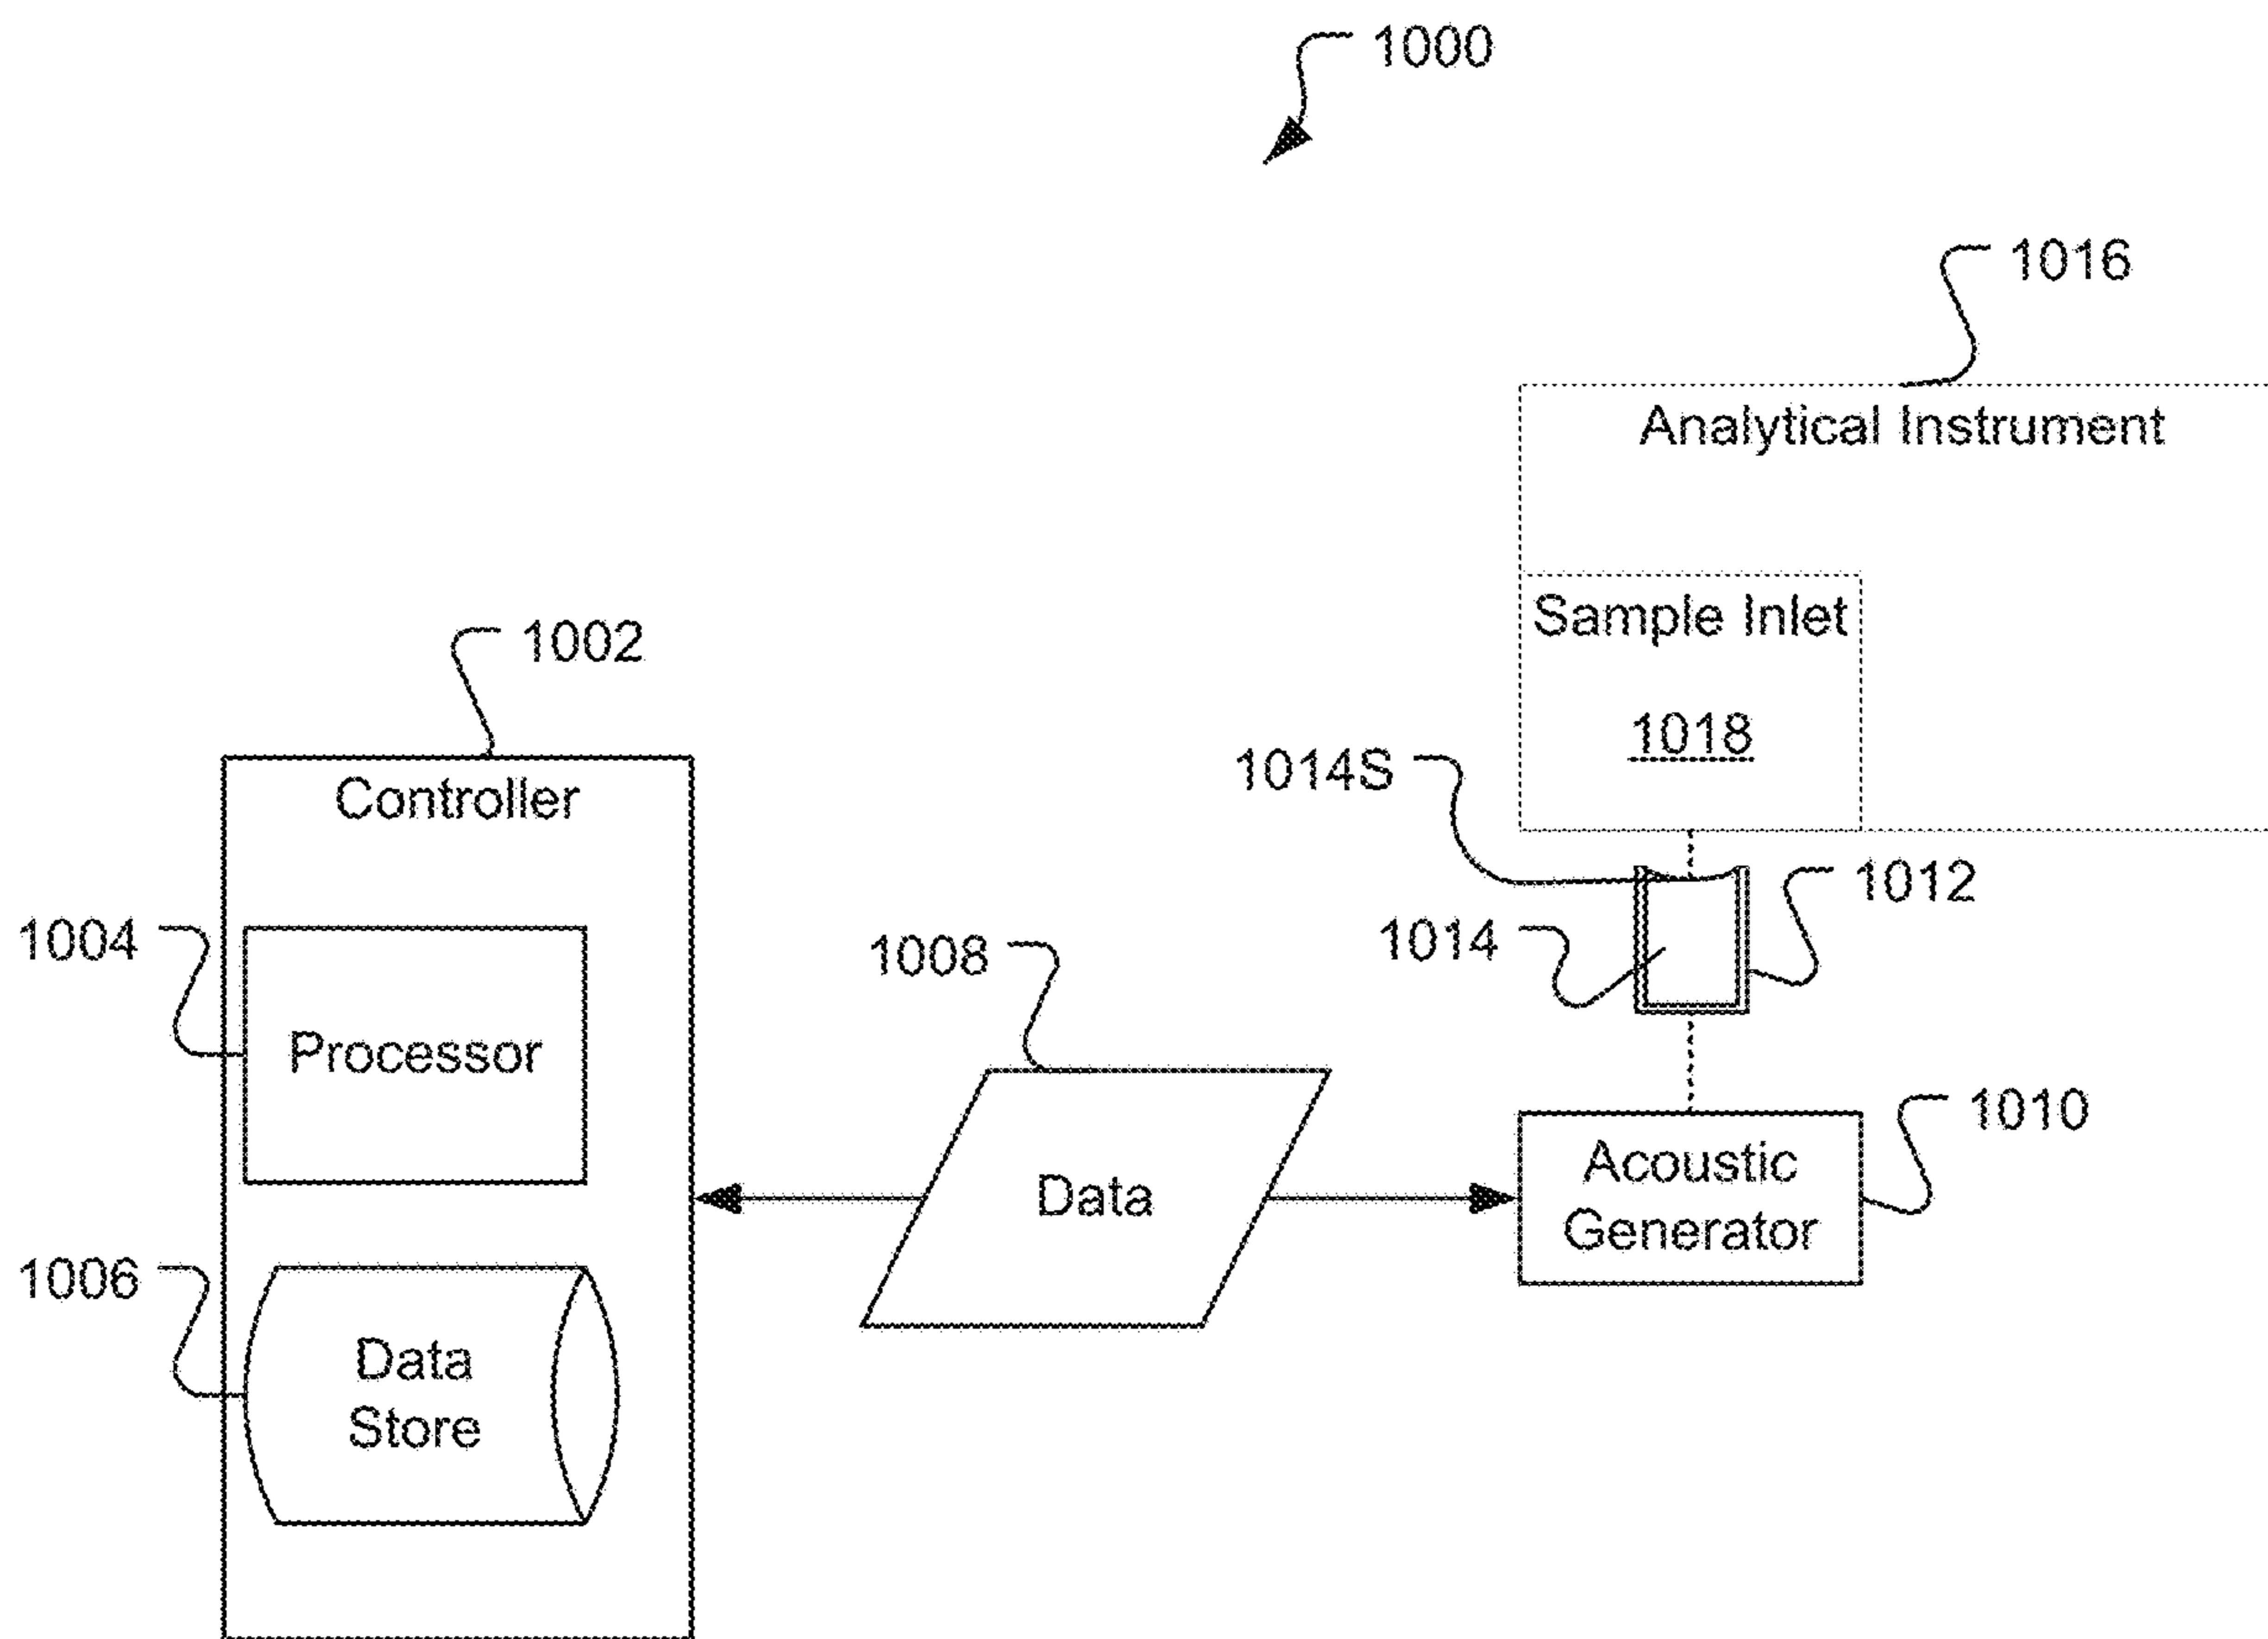 1000
1016
Analytical Instrument
Sample Inlet
1018
1002
Controller
1014S
1012
1004
1008
1014
Processor
1010
Data
Acoustic
Generator
1006
Data
Store